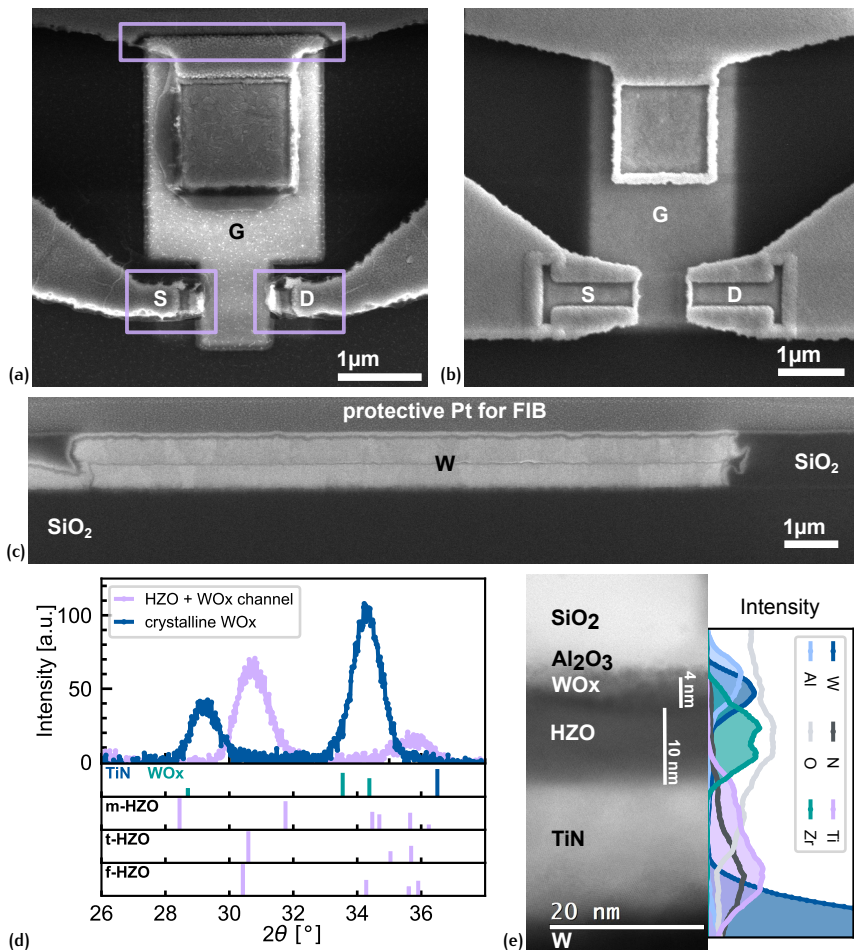 G
S
D
1μm
(a)
G
S
D
1μm
(b)
protective Pt for FIB
W
SiO2
SiO2
1μm
(c)
HZO + WOx channel
crystalline WOx
Intensity [a.u.]
100
50
0
TiN WOx
m-HZO
t-HZO
f-HZO
26 28 30 32 34 36
2θ [°]
(d)
SiO2
Al2O3
WOx
4 nm
HZO
10 nm
TiN
20 nm
W
(e)
Intensity
W
Al
N
O
Ti
Zr